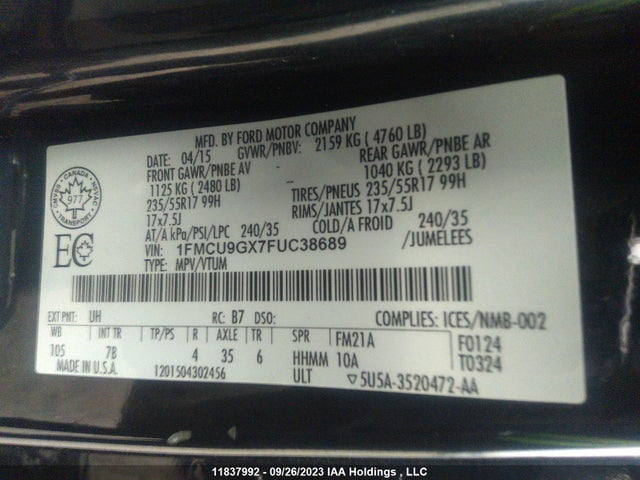 MFD. BY FORD MOTOR COMPANY
DATE: 04/15 GVWR/PNBV: 2159 KG ( 4760 LB)
FRONT GAWR/PNBE AV - REAR GAWR/PNBE AR
1125 KG ( 2480 LB) -- 1040 KG ( 2293 LB)
235/55R17 99H TIRES/PNEUS 235/55R17 99H
17x7.5J RIMS/JANTES 17x7.5J
AT/A kPa/PSI/LPC 240/35 COLD/A FROID 240/35
VIN: 1FMCU9GX7FUC38689 /JUMELEES
TYPE: MPV/VTUM
CANADA
977
TRANSPORT
EC
EXT PNT: UH RC: B7 DSO: COMPLIES: ICES/NMB-002
WB INT TR TP/PS R AXLE TR SPR FM21A F0124
105 7B 4 35 6 HHMM 10A T0324
MADE IN U.S.A. 1201504302456 ULT ▽5U5A-3520472-AA
11837992 - 09/26/2023 IAA Holdings , LLC